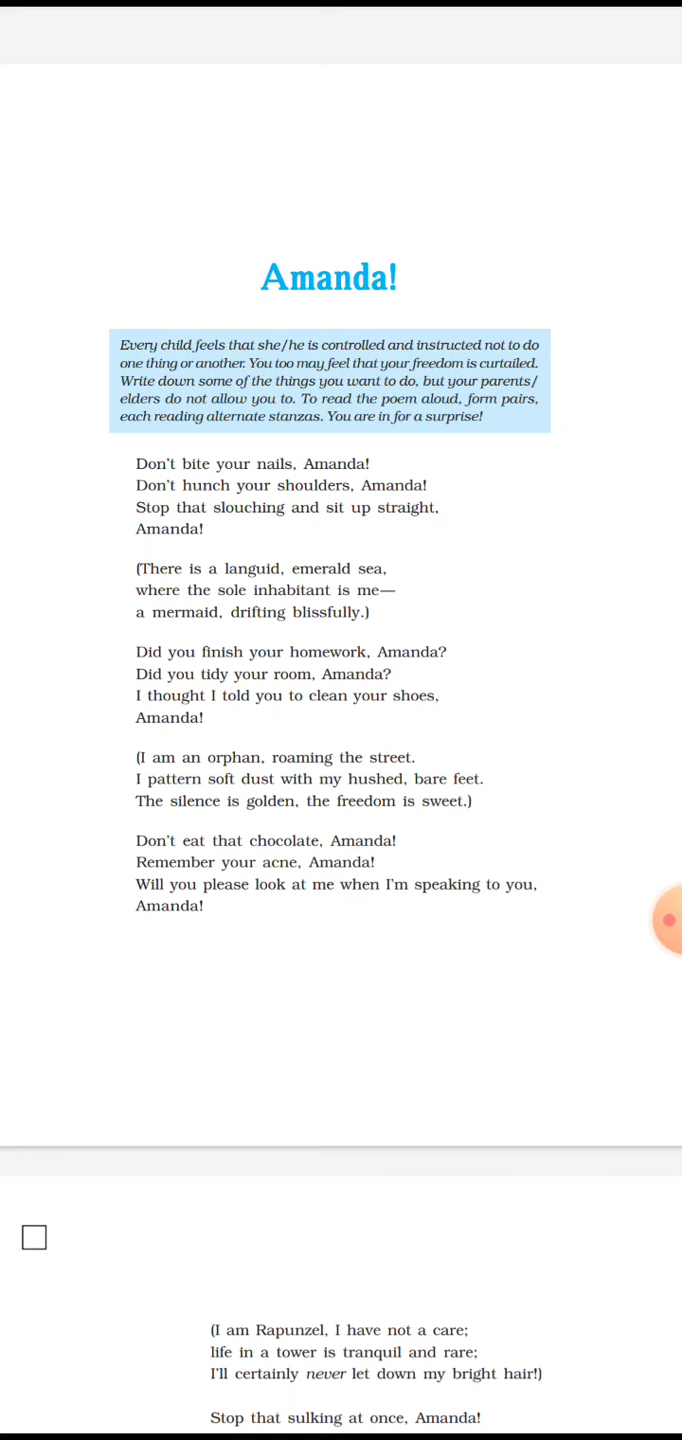 Amanda!
Every child feels that she/he is controlled and instructed not to do
one thing or another. You too may feel that your freedom is curtailed.
Write down some of the things you want to do, but your parents/
elders do not allow you to. To read the poem aloud, form pairs,
each reading alternate stanzas. You are in for a surprise!
Don't bite your nails, Amanda!
Don't hunch your shoulders, Amanda!
Stop that slouching and sit up straight,
Amanda!
(There is a languid, emerald sea,
where the sole inhabitant is me—
a mermaid, drifting blissfully.)
Did you finish your homework, Amanda?
Did you tidy your room, Amanda?
I thought I told you to clean your shoes,
Amanda!
(I am an orphan, roaming the street.
I pattern soft dust with my hushed, bare feet.
The silence is golden, the freedom is sweet.)
Don't eat that chocolate, Amanda!
Remember your acne, Amanda!
Will you please look at me when I'm speaking to you,
Amanda!
(I am Rapunzel, I have not a care;
life in a tower is tranquil and rare;
I'll certainly never let down my bright hair!)
Stop that sulking at once, Amanda!